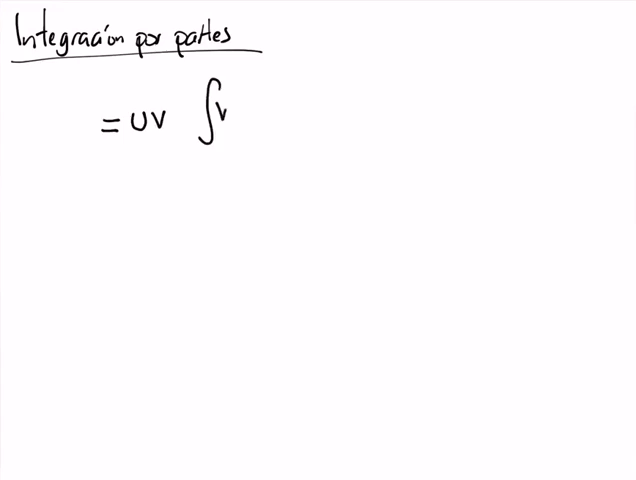 Integración por partes
= UV ∫v